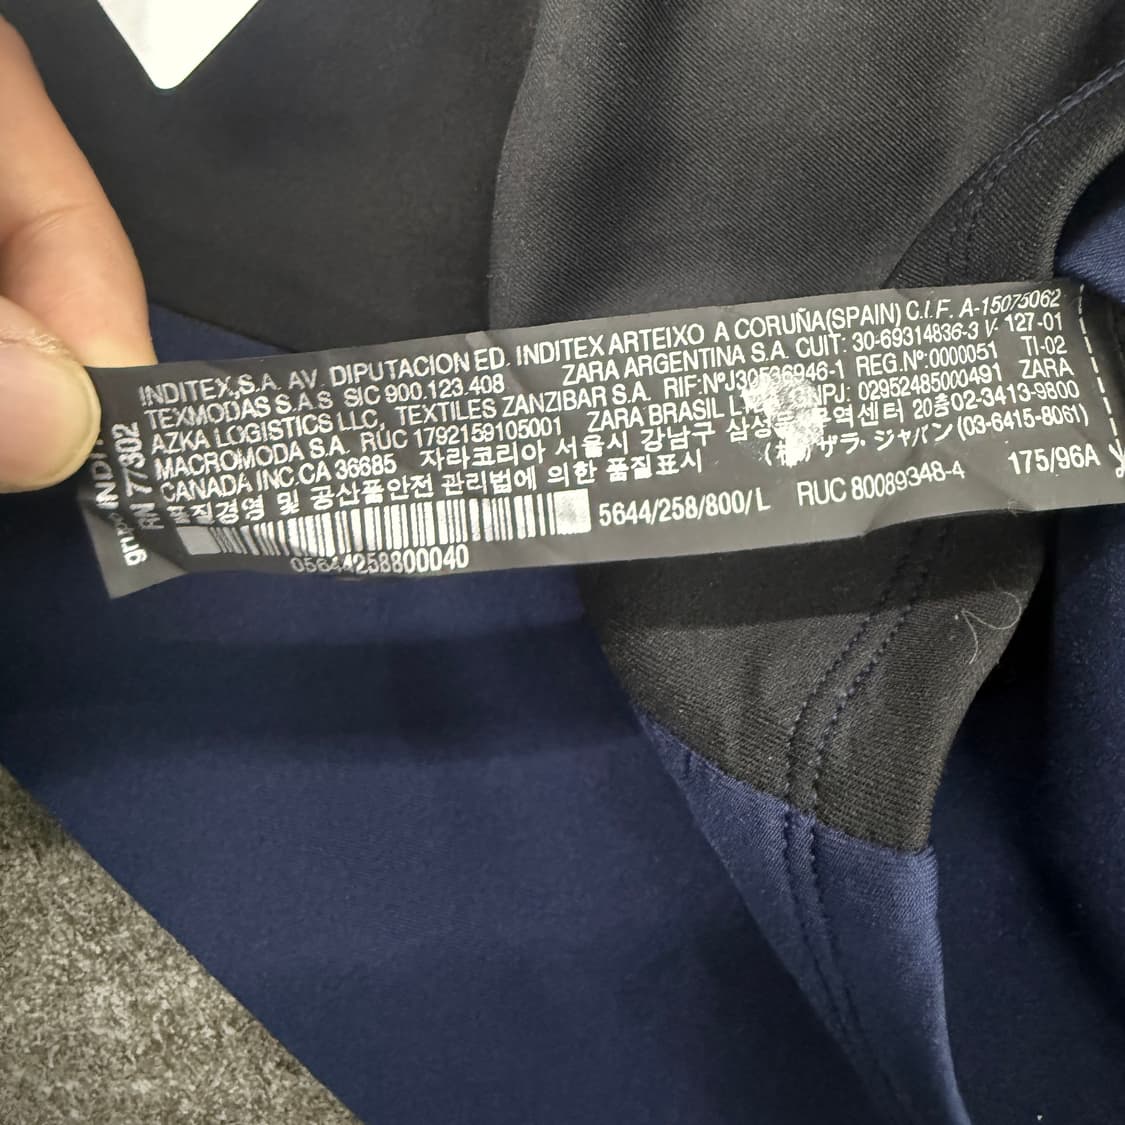 INDITEX,S.A. AV. DIPUTACION ED. INDITEX ARTEIXO A CORUÑA(SPAIN) C.I.F. A-15075062
TEXMODAS S.A.S SIC 900.123.408 ZARA ARGENTINA S.A. CUIT: 30-69314836-3 V- 127-01
AZKA LOGISTICS LLC, TEXTILES ZANZIBAR S.A. RIF:NºJ30536946-1 REG.Nº:0000051 TI-02
MACROMODA S.A. RUC 1792159105001 ZARA BRASIL 02952485000491 ZARA
CANADA INC.CA 36685 자라코리아 서울시 강남구 20층02-3413-9800
품질경영 및 공산품안전 관리법에 의한 품질표시 ザラ・ジャパン (03-6415-8061)
5644/258/800/L RUC 80089348-4 175/96A
05644258800040
RN 77302